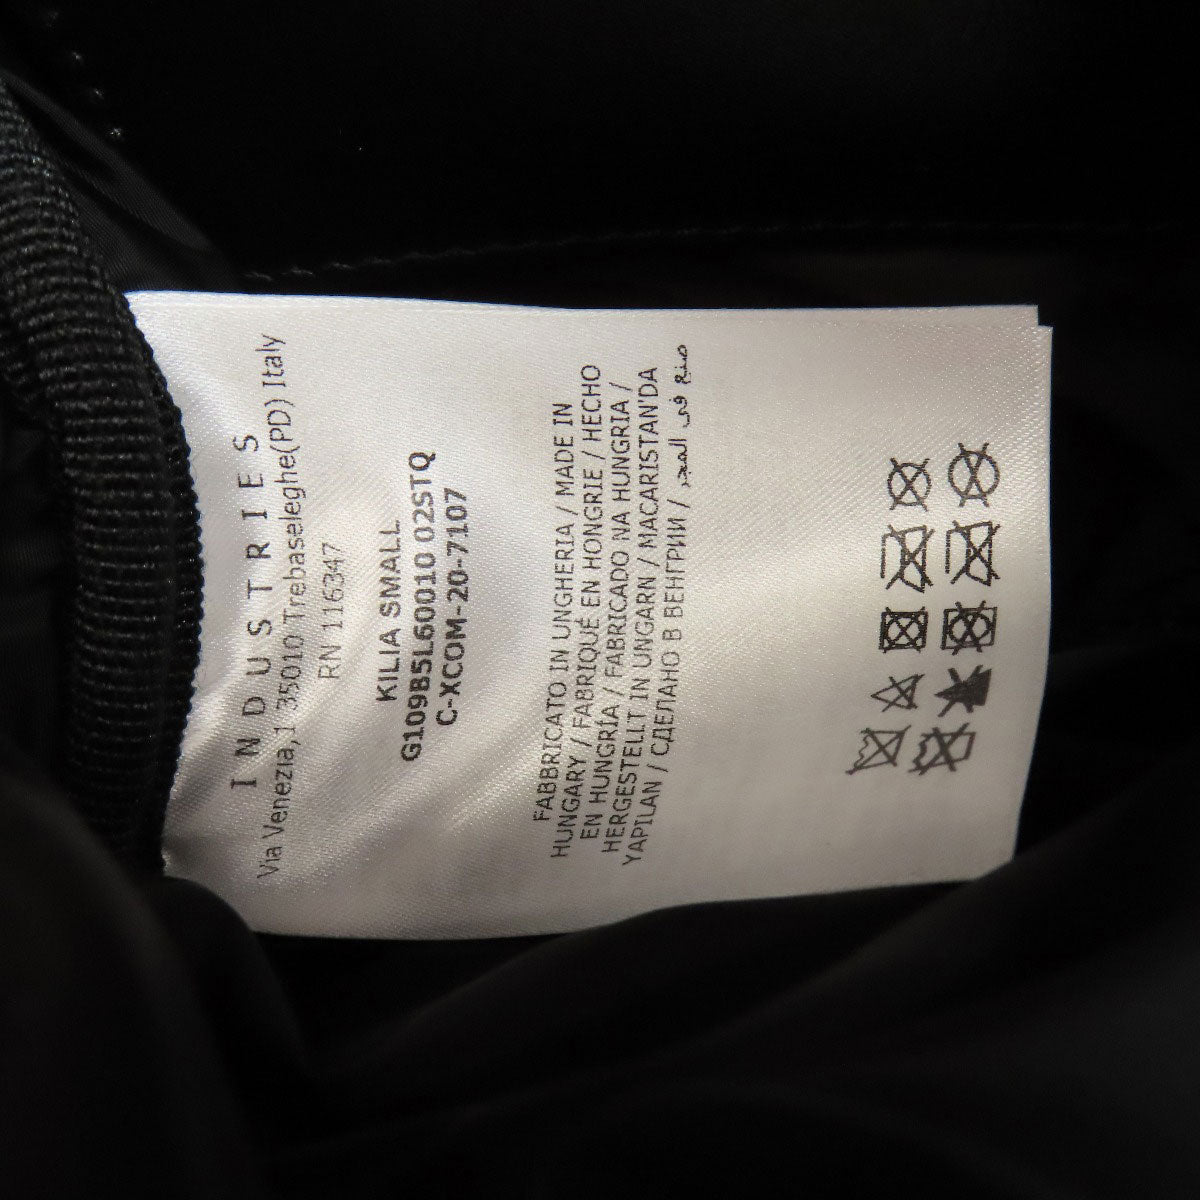 INDUSTRIES
Via Venezia,1 35010 Trebaseleghe(PD) Italy
RN 116347
KILIA SMALL
G109B5L60010 02STQ
C-XCOM-20-7107
FABBRICATO IN UNGHERIA / MADE IN
HUNGARY / FABRIQUÉ EN HONGRIE / HECHO
EN HUNGRÍA / FABRICADO NA HUNGRIA /
HERGESTELLT IN UNGARN / MACARISTAN'DA
YAPILAN / СДЕЛАНО В ВЕНГРИИ / صنع في المجر